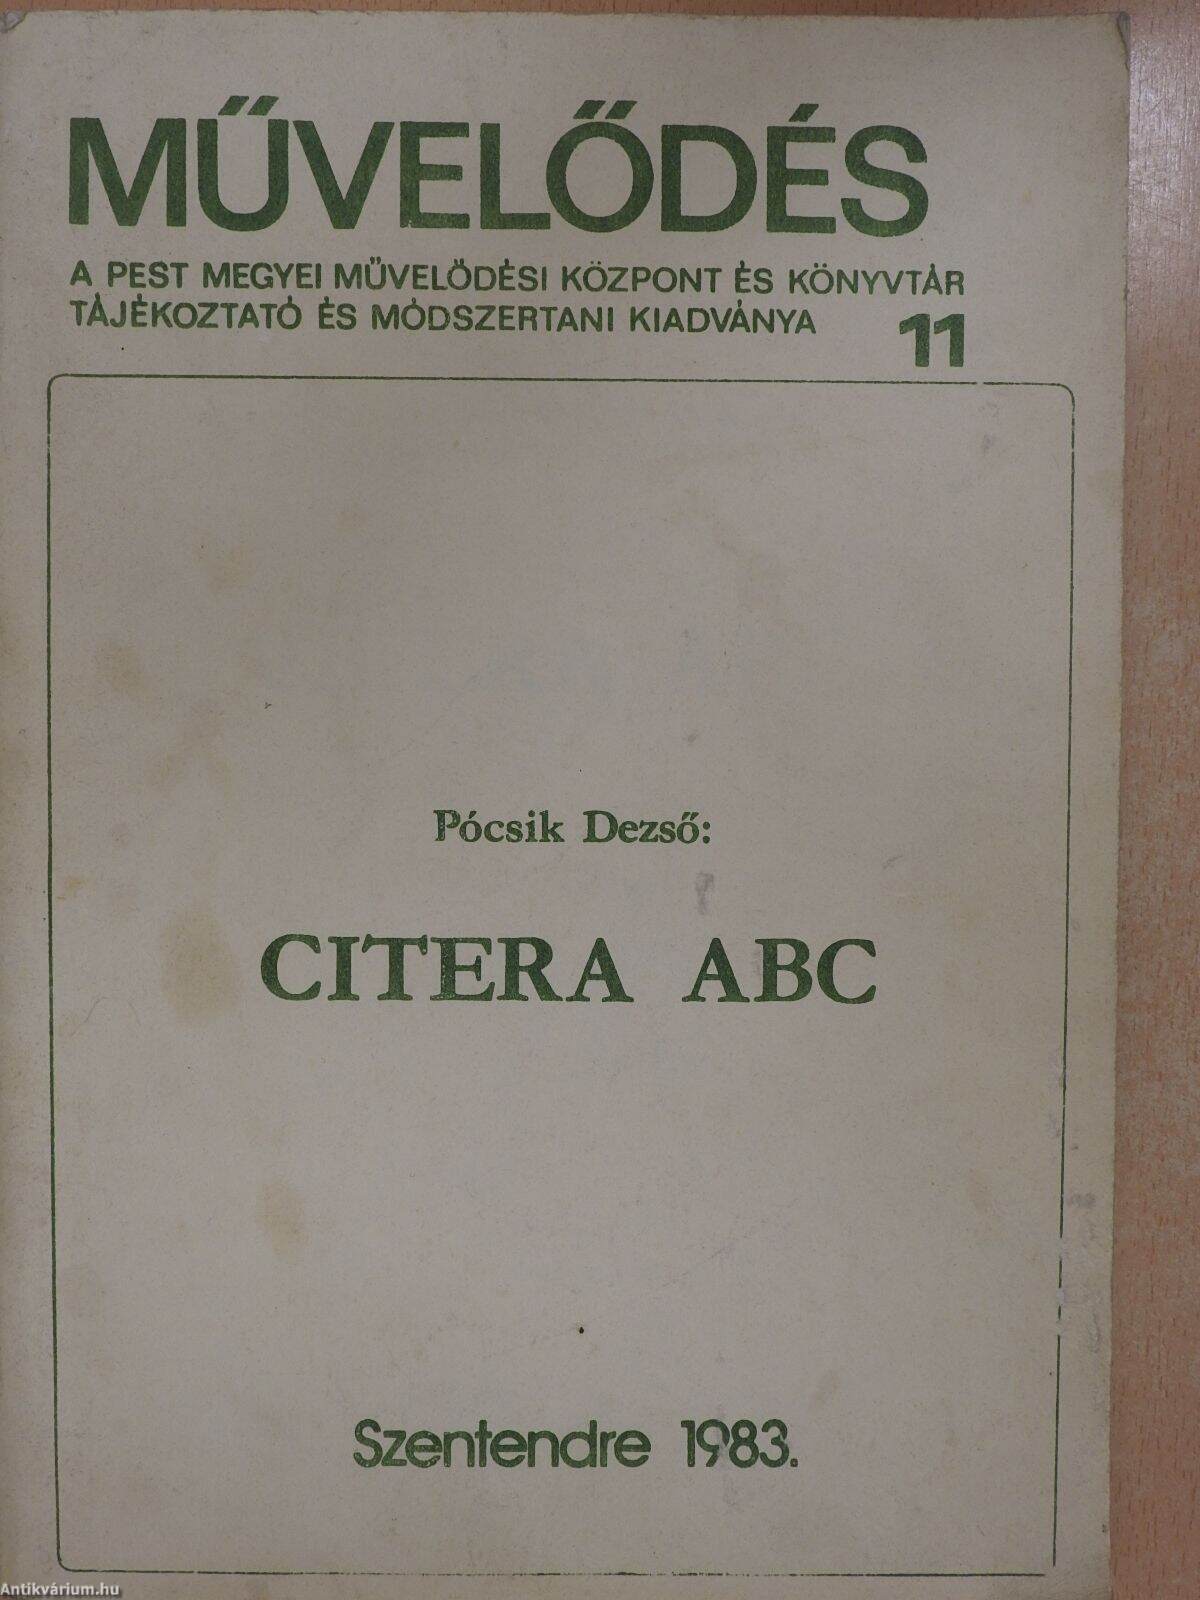 MŰVELŐDÉS
A PEST MEGYEI MŰVELŐDÉSI KÖZPONT ÉS KÖNYVTÁR
TÁJÉKOZTATÓ ÉS MÓDSZERTANI KIADVÁNYA 11
Pócsik Dezső:
CITERA ABC
Szentendre 1983.
Antikvárium.hu